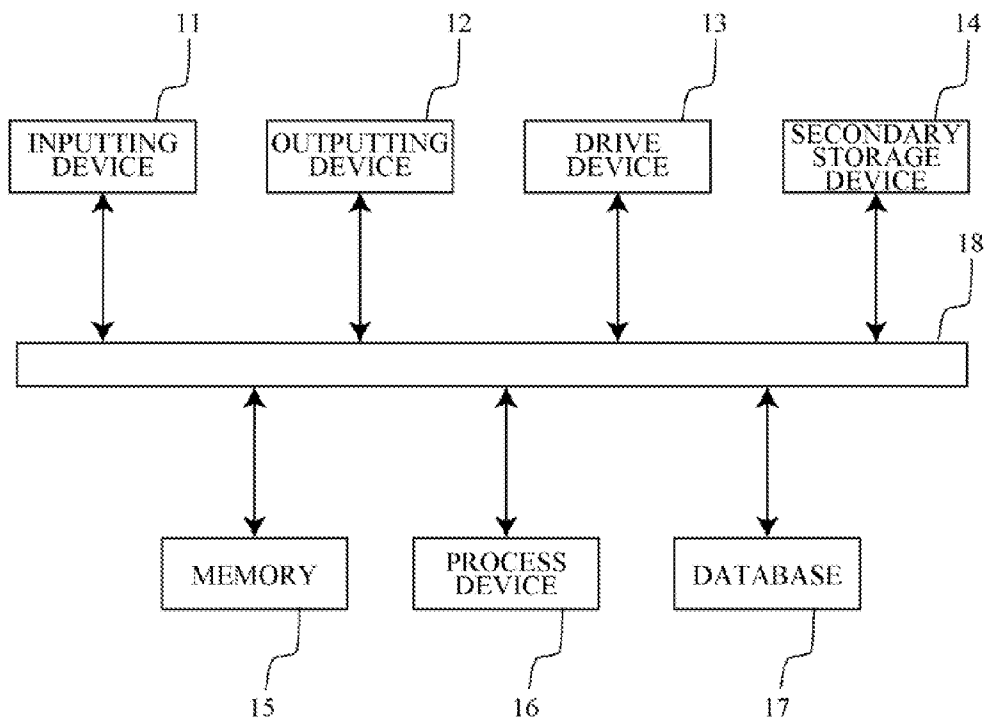 11
12
13
14
INPUTTING
DEVICE
OUTPUTTING
DEVICE
DRIVE
DEVICE
SECONDARY
STORAGE
DEVICE
18
MEMORY
PROCESS
DEVICE
DATABASE
15
16
17